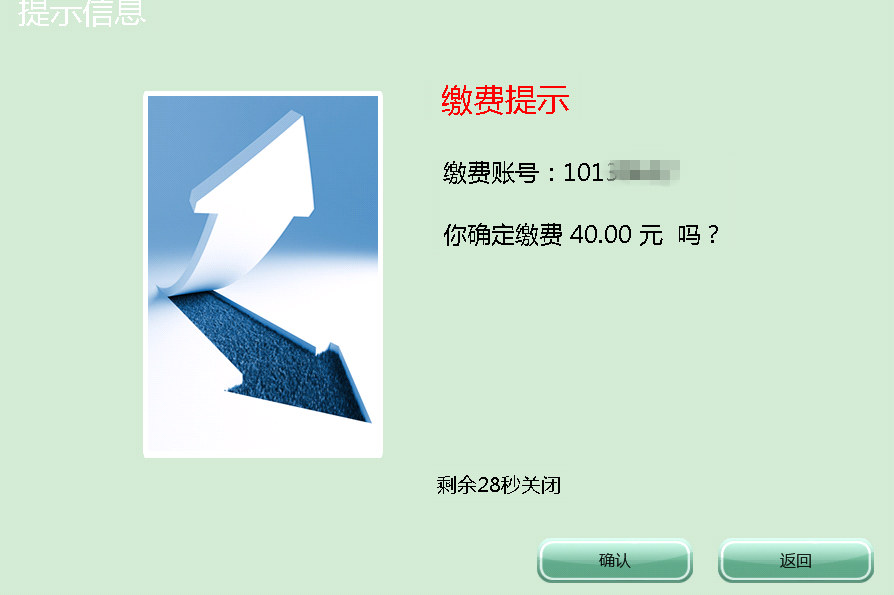 提示信息
缴费提示
缴费账号：101
你确定缴费 40.00 元 吗？
剩余28秒关闭
确认
返回